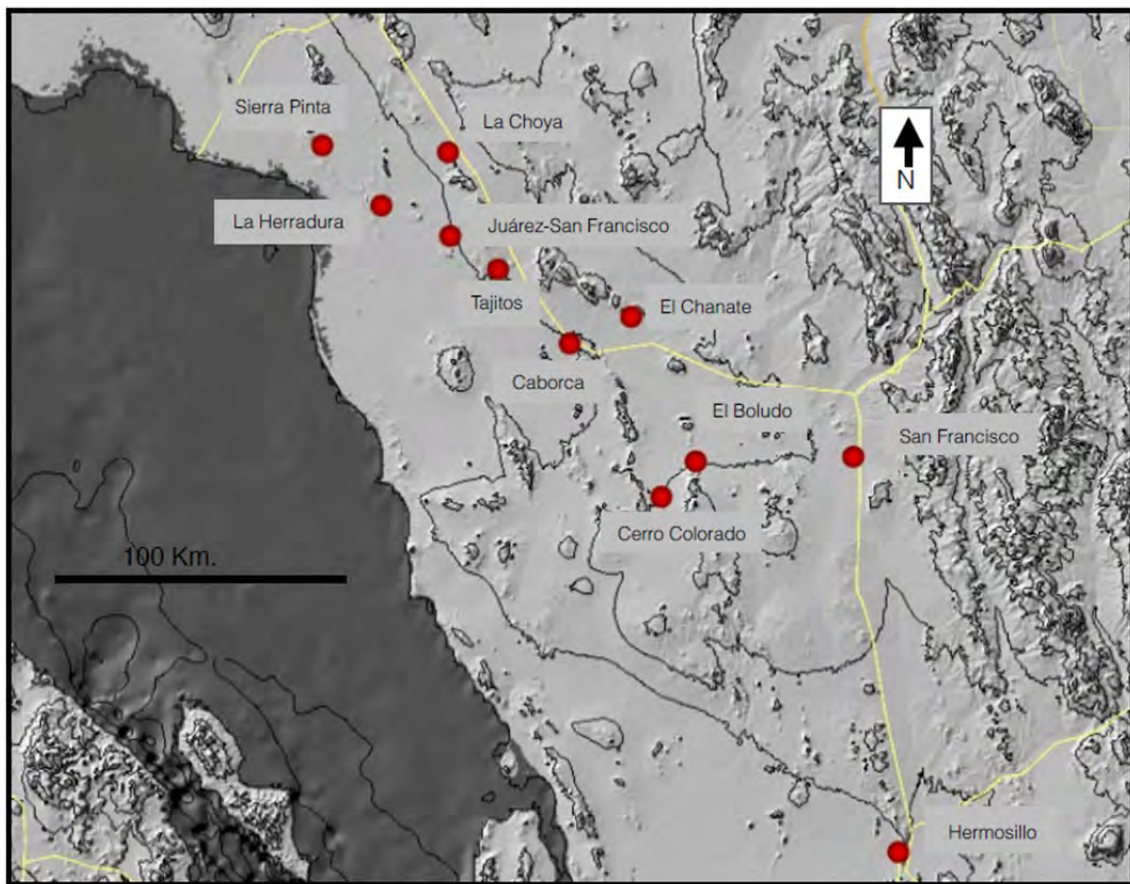 Sierra Pinta
La Choya
N
La Herradura
Juárez-San Francisco
Tajitos
El Chanate
Caborca
El Boludo
San Francisco
Cerro Colorado
100 Km.
Hermosillo